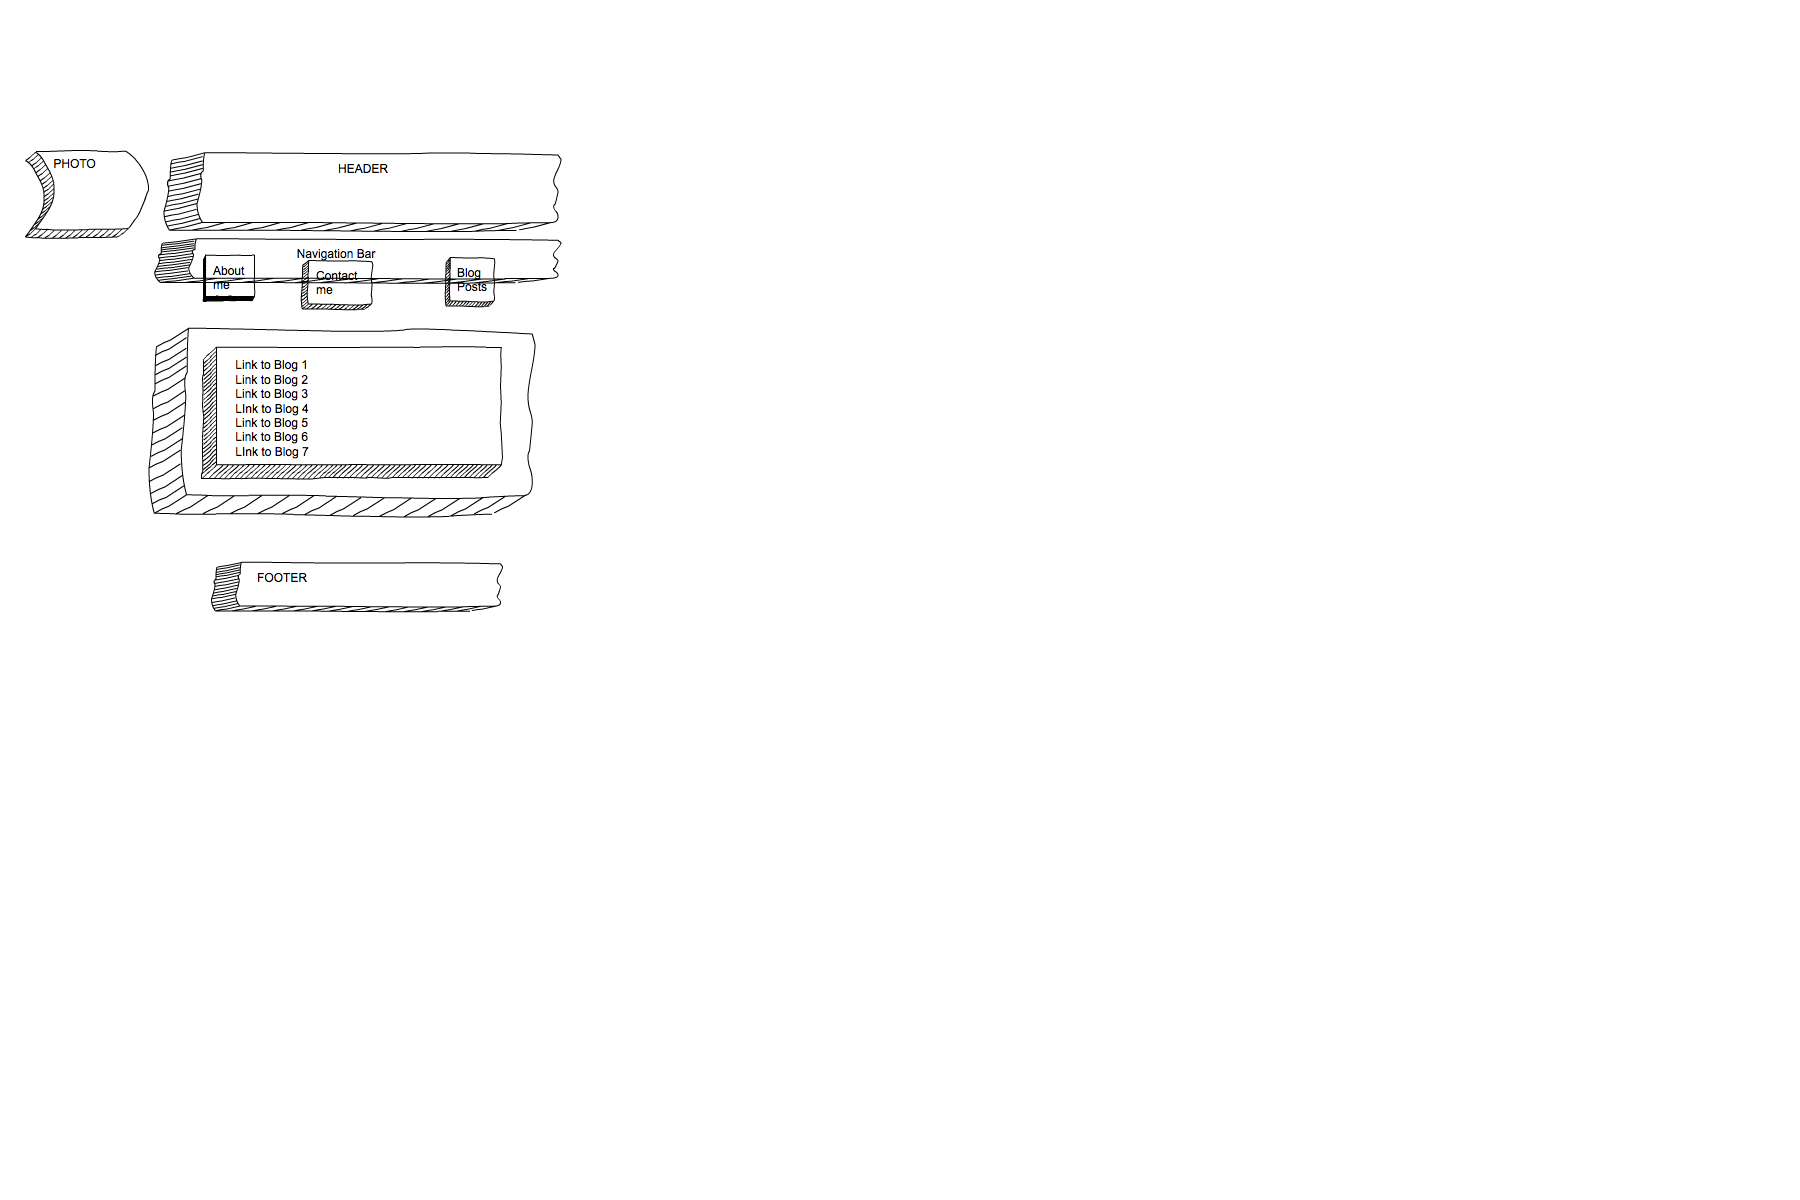 PHOTO
HEADER
Navigation Bar
About
me
Contact
me
Blog
Posts
Link to Blog 1
Link to Blog 2
Link to Blog 3
LInk to Blog 4
Link to Blog 5
Link to Blog 6
LInk to Blog 7
FOOTER